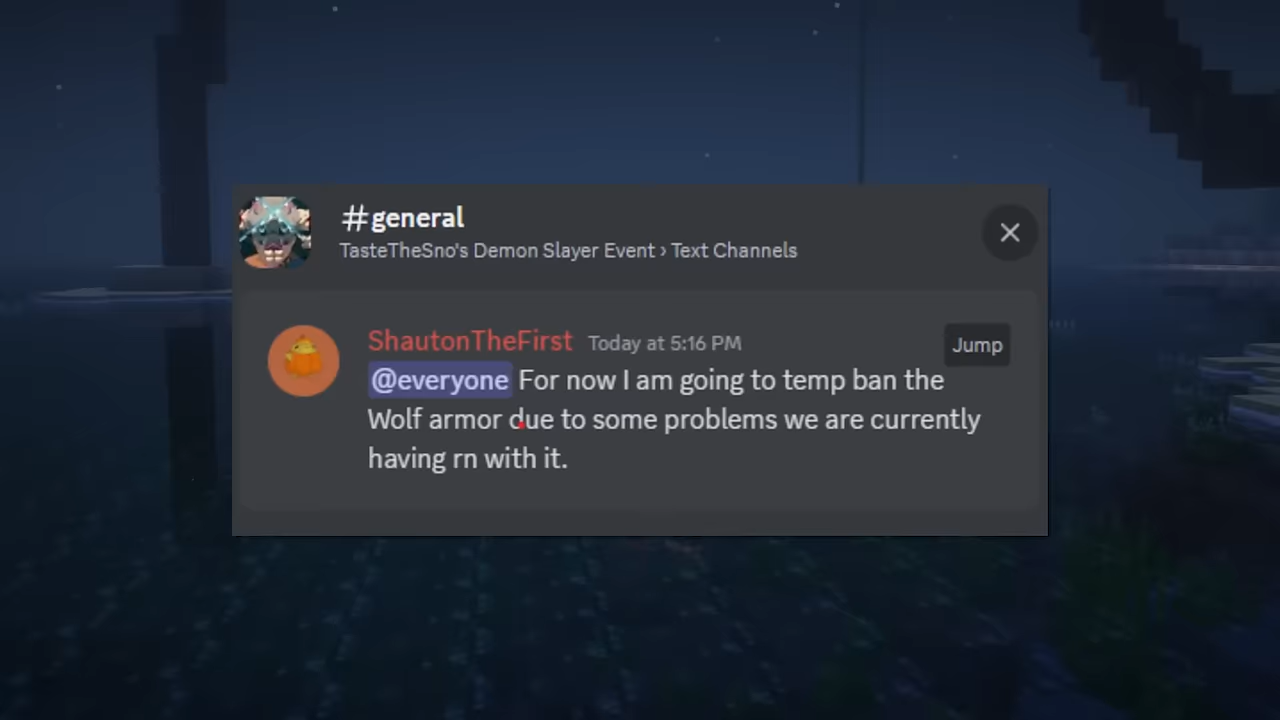 #general
TasteTheSno's Demon Slayer Event › Text Channels
ShautonTheFirst Today at 5:16 PM
Jump
@everyone For now I am going to temp ban the
Wolf armor due to some problems we are currently
having rn with it.